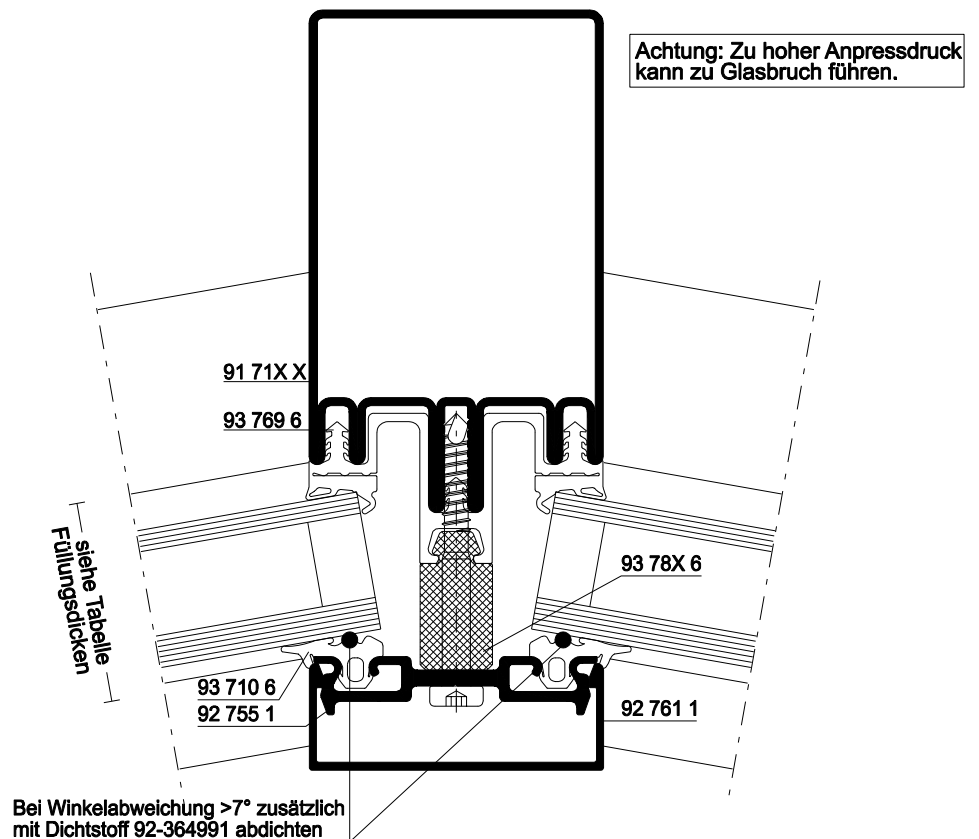 Achtung: Zu hoher Anpressdruck
kann zu Glasbruch führen.
91 71X X
93 769 6
siehe Tabelle
Füllungsdicken
93 78X 6
93 710 6
92 755 1
92 761 1
Bei Winkelabweichung >7° zusätzlich
mit Dichtstoff 92-364991 abdichten